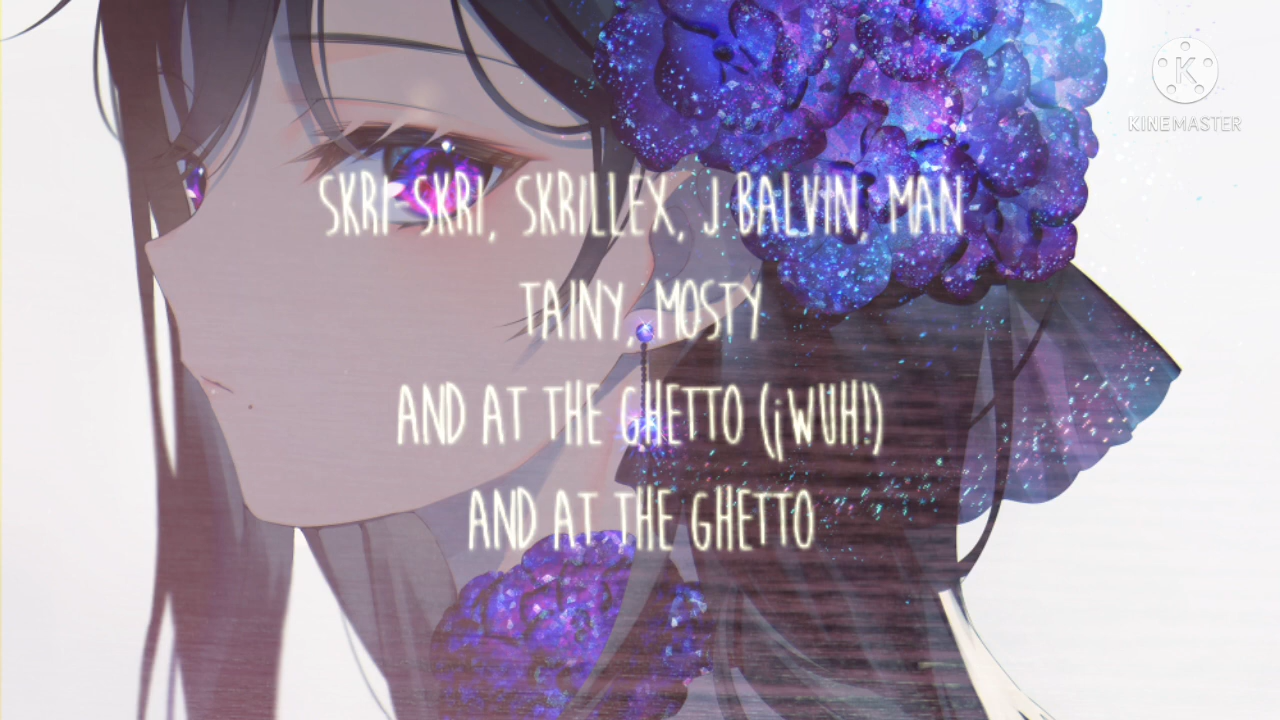 KINEMASTER
SKRI SKRI, SKRILLEX, J BALVIN, MAN
TAINY, MOSTY
AND AT THE GHETTO (¡WUH!)
AND AT THE GHETTO